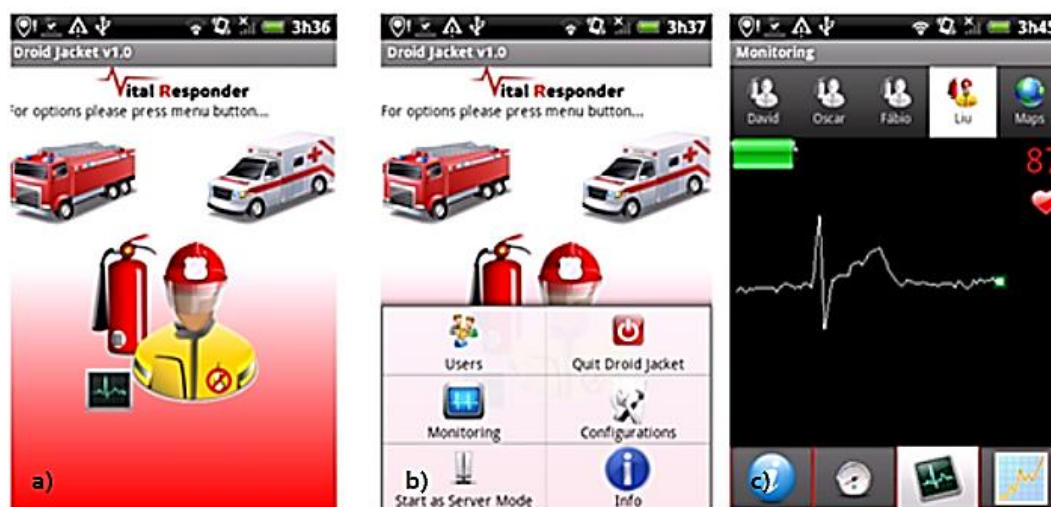 3h36
Droid Jacket v1.0
Vital Responder
For options please press menu button...
a)
3h37
Droid Jacket v1.0
Vital Responder
For options please press menu button...
Users
Quit Droid Jacket
Monitoring
Configurations
b)
Start as Server Mode
Info
3h45
Monitoring
David
Oscar
Fábio
Liu
Maps
87
c)